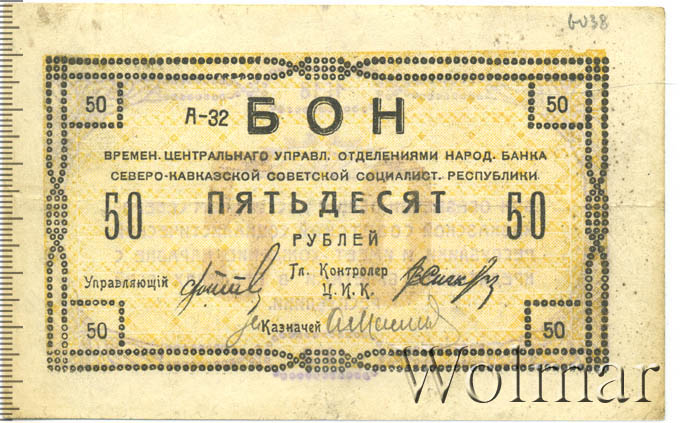 6038
50 50
А-32 БОН
ВРЕМЕН. ЦЕНТРАЛЬНАГО УПРАВЛ. ОТДЕЛЕНИЯМИ НАРОД. БАНКА
СЕВЕРО-КАВКАЗСКОЙ СОВЕТСКОЙ СОЦИАЛИСТ. РЕСПУБЛИКИ
50 ПЯТЬДЕСЯТ 50
РУБЛЕЙ
Управляющій Гл. Контролер
Ц.И.К.
Казначей
50 50
Wolmar